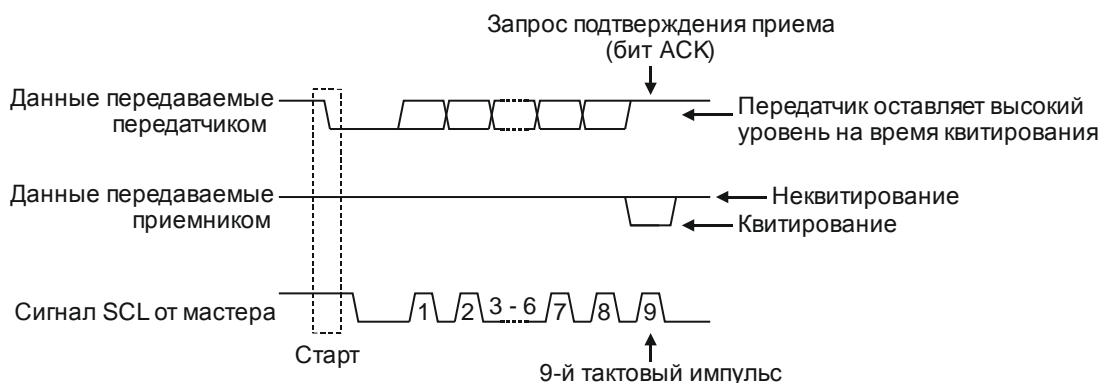 Запрос подтверждения приема
(бит ACK)
Данные передаваемые
передатчиком
Передатчик оставляет высокий
уровень на время квитирования
Данные передаваемые
приемником
Неквитирование
Квитирование
Сигнал SCL от мастера
1 2 3 - 6 7 8 9
Старт
9-й тактовый импульс